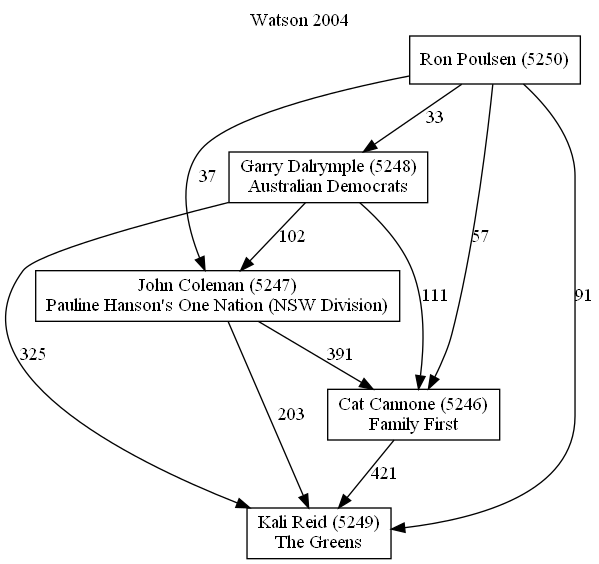 Watson 2004
Ron Poulsen (5250)
33
Garry Dalrymple (5248)
Australian Democrats
37
102
57
111
91
John Coleman (5247)
Pauline Hanson's One Nation (NSW Division)
325
391
203
Cat Cannone (5246)
Family First
421
Kali Reid (5249)
The Greens